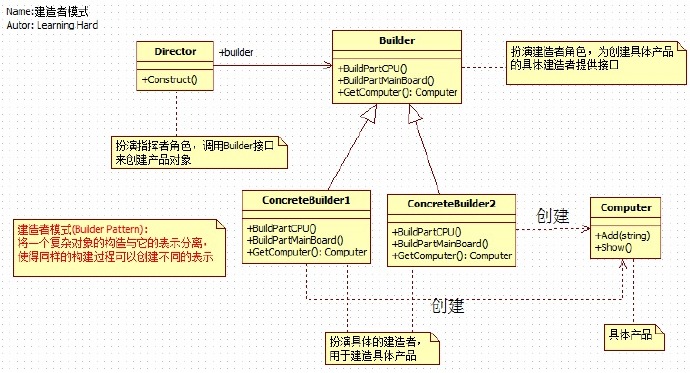 Name:建造者模式
Autor: Learning Hard
Director
+Construct()
+builder
Builder
+BuildPartCPU()
+BuildPartMainBoard()
+GetComputer(): Computer
扮演建造者角色，为创建具体产品
的具体建造者提供接口
扮演指挥者角色，调用Builder接口
来创建产品对象
建造者模式(Bulder Pattern):
将一个复杂对象的构造与它的表示分离，
使得同样的构建过程可以创建不同的表示
ConcreteBuilder1
+BuildPartCPU()
+BuildPartMainBoard()
+GetComputer(): Computer
ConcreteBuilder2
+BuildPartCPU()
+BuildPartMainBoard()
+GetComputer(): Computer
创建
Computer
+Add(string)
+Show()
创建
扮演具体的建造者，
用于建造具体产品
具体产品